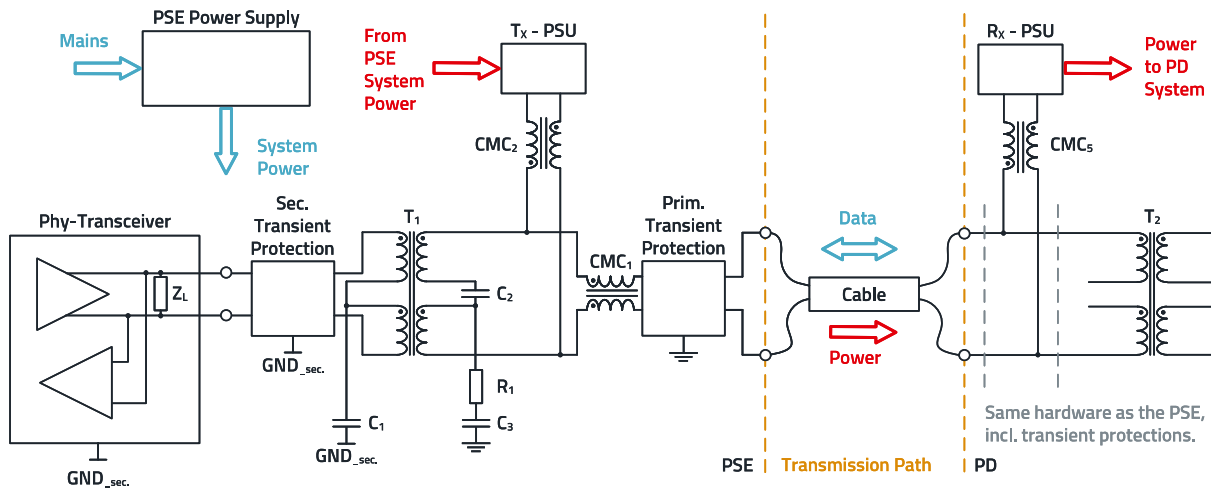 PSE Power Supply
Mains
System
Power
From
PSE
System
Power
Tx - PSU
CMC2
Rx - PSU
Power
to PD
System
CMC5
Phy-Transceiver
ZL
GND_sec.
Sec.
Transient
Protection
GND_sec.
T1
C1
GND_sec.
C2
R1
C3
CMC1
Prim.
Transient
Protection
Data
Cable
Power
T2
Same hardware as the PSE,
incl. transient protections.
PSE
Transmission Path
PD